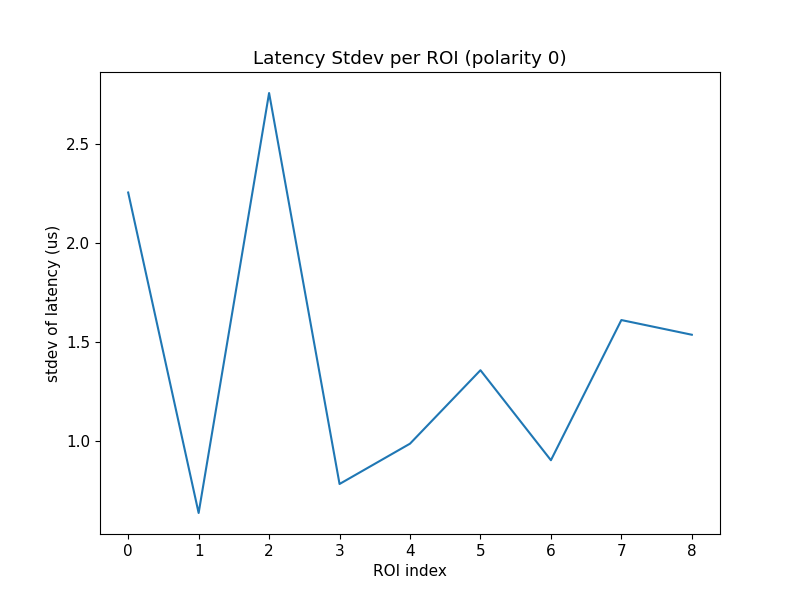 Latency Stdev per ROI (polarity 0)
2.5
2.0
1.5
1.0
stdev of latency (us)
0 1 2 3 4 5 6 7 8
ROI index